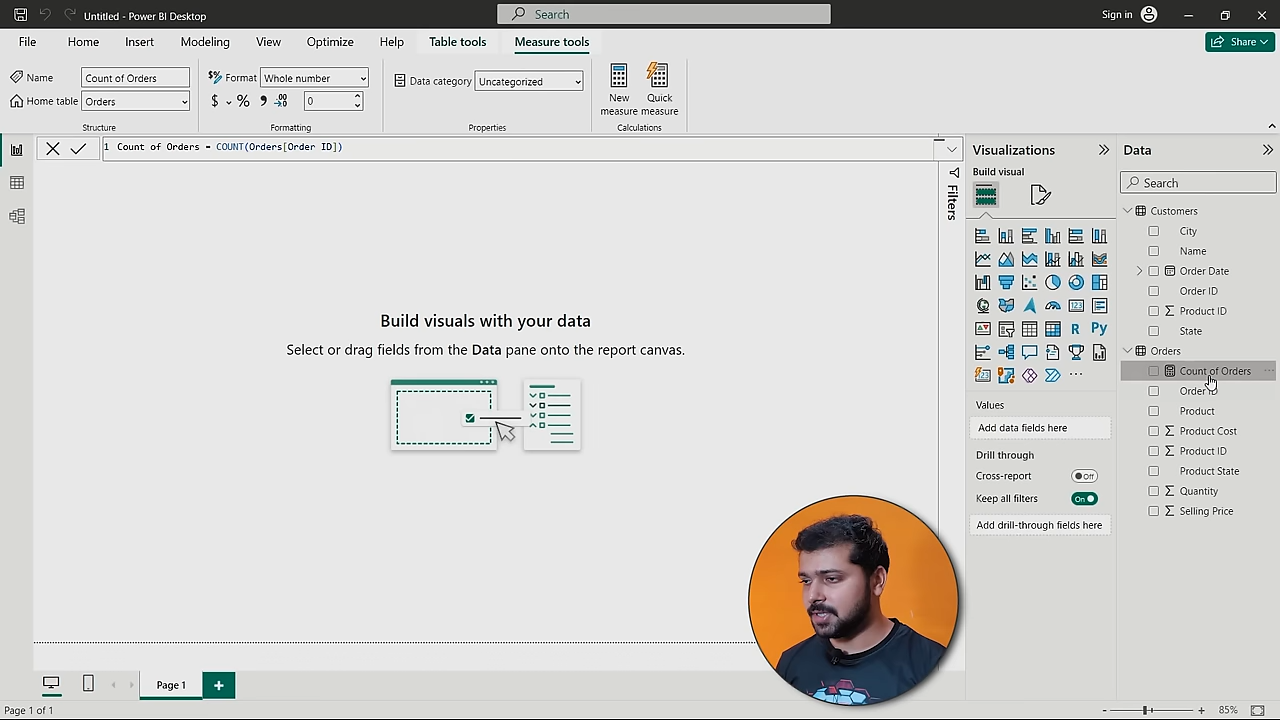 Untitled - Power BI Desktop
Search
Sign in
File Home Insert Modeling View Optimize Help Table tools Measure tools
Share
Name Count of Orders
Home table Orders
Structure
Format Whole number
$ % 0
Formatting
Data category Uncategorized
Properties
New measure
Quick measure
Calculations
1 Count of Orders = COUNT(Orders[Order ID])
Build visuals with your data
Select or drag fields from the Data pane onto the report canvas.
Filters
Visualizations
Build visual
R Py
123
Values
Add data fields here
Drill through
Cross-report Off
Keep all filters On
Add drill-through fields here
Data
Search
Customers
City
Name
Order Date
Order ID
Product ID
State
Orders
Count of Orders
Order ID
Product
Product Cost
Product ID
Product State
Quantity
Selling Price
Page 1
Page 1 of 1
85%